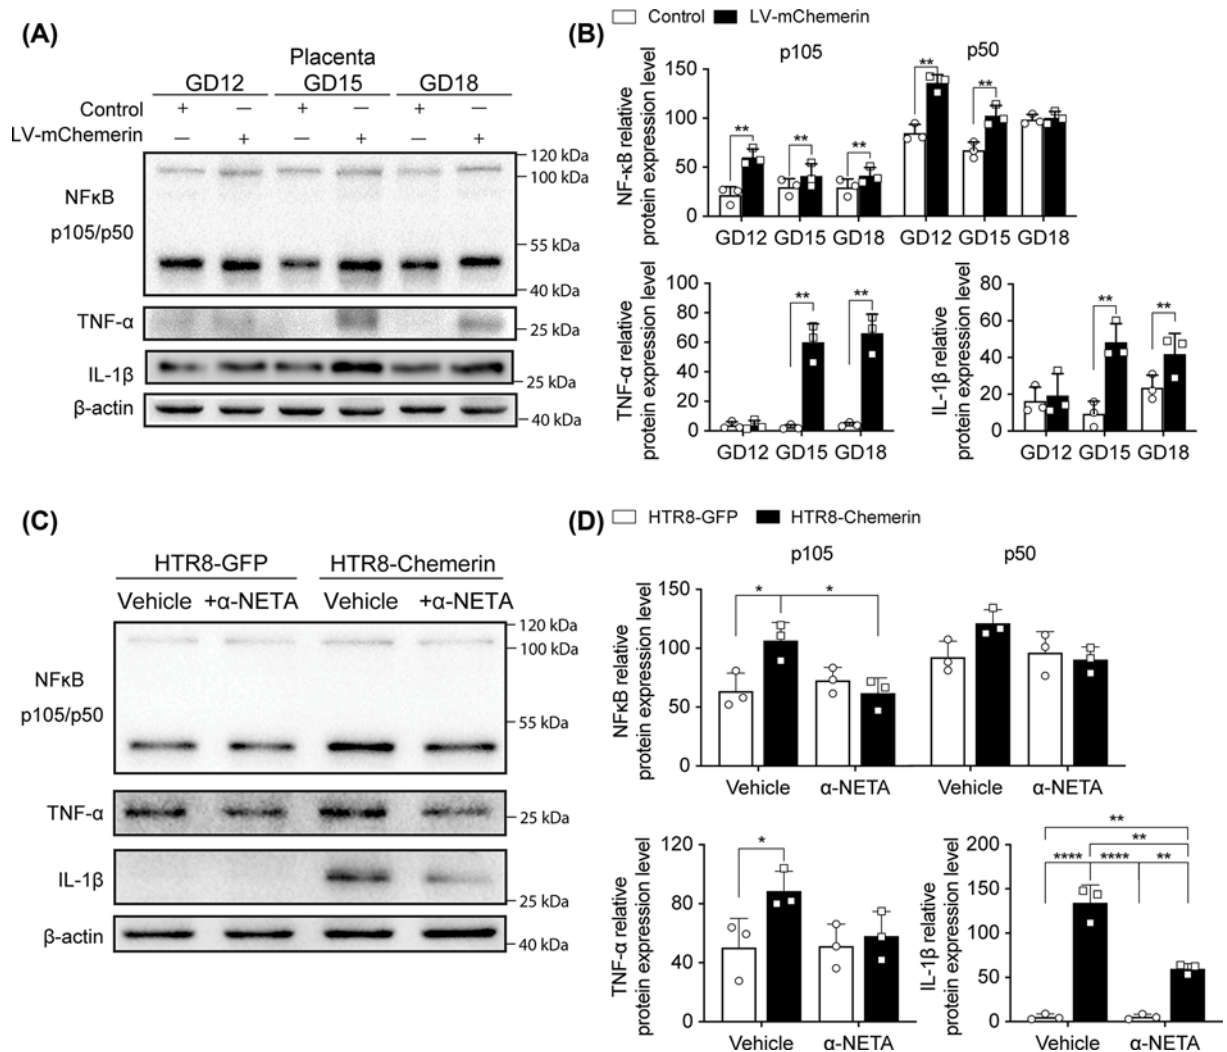 (A)
Placenta
GD12 GD15 GD18
Control + — + — + —
LV-mChemerin — + — + — +
NFκB
p105/p50
120 kDa
100 kDa
55 kDa
40 kDa
TNF-α
25 kDa
IL-1β
25 kDa
β-actin
40 kDa
(B)
Control LV-mChemerin
p105 p50
NF-κB relative
protein expression level
150
100
50
0
** ** ** ** **
GD12 GD15 GD18 GD12 GD15 GD18
TNF-α relative
protein expression level
100
80
60
40
20
0
** **
GD12 GD15 GD18
IL-1β relative
protein expression level
80
60
40
20
0
** **
GD12 GD15 GD18
(C)
HTR8-GFP HTR8-Chemerin
Vehicle +α-NETA Vehicle +α-NETA
NFκB
p105/p50
120 kDa
100 kDa
55 kDa
TNF-α
25 kDa
IL-1β
25 kDa
β-actin
40 kDa
(D)
HTR8-GFP HTR8-Chemerin
p105 p50
NFκB relative
protein expression level
150
100
50
0
* *
Vehicle α-NETA Vehicle α-NETA
TNF-α relative
protein expression level
120
80
40
0
*
Vehicle α-NETA
IL-1β relative
protein expression level
200
150
100
50
0
**
**
**** **** **
Vehicle α-NETA